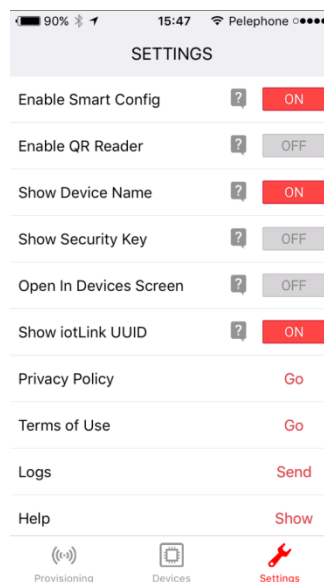 90% 15:47 Pelephone
SETTINGS
Enable Smart Config ? ON
Enable QR Reader ? OFF
Show Device Name ? ON
Show Security Key ? OFF
Open In Devices Screen ? OFF
Show iotLink UUID ? ON
Privacy Policy Go
Terms of Use Go
Logs Send
Help Show
Provisioning Devices Settings